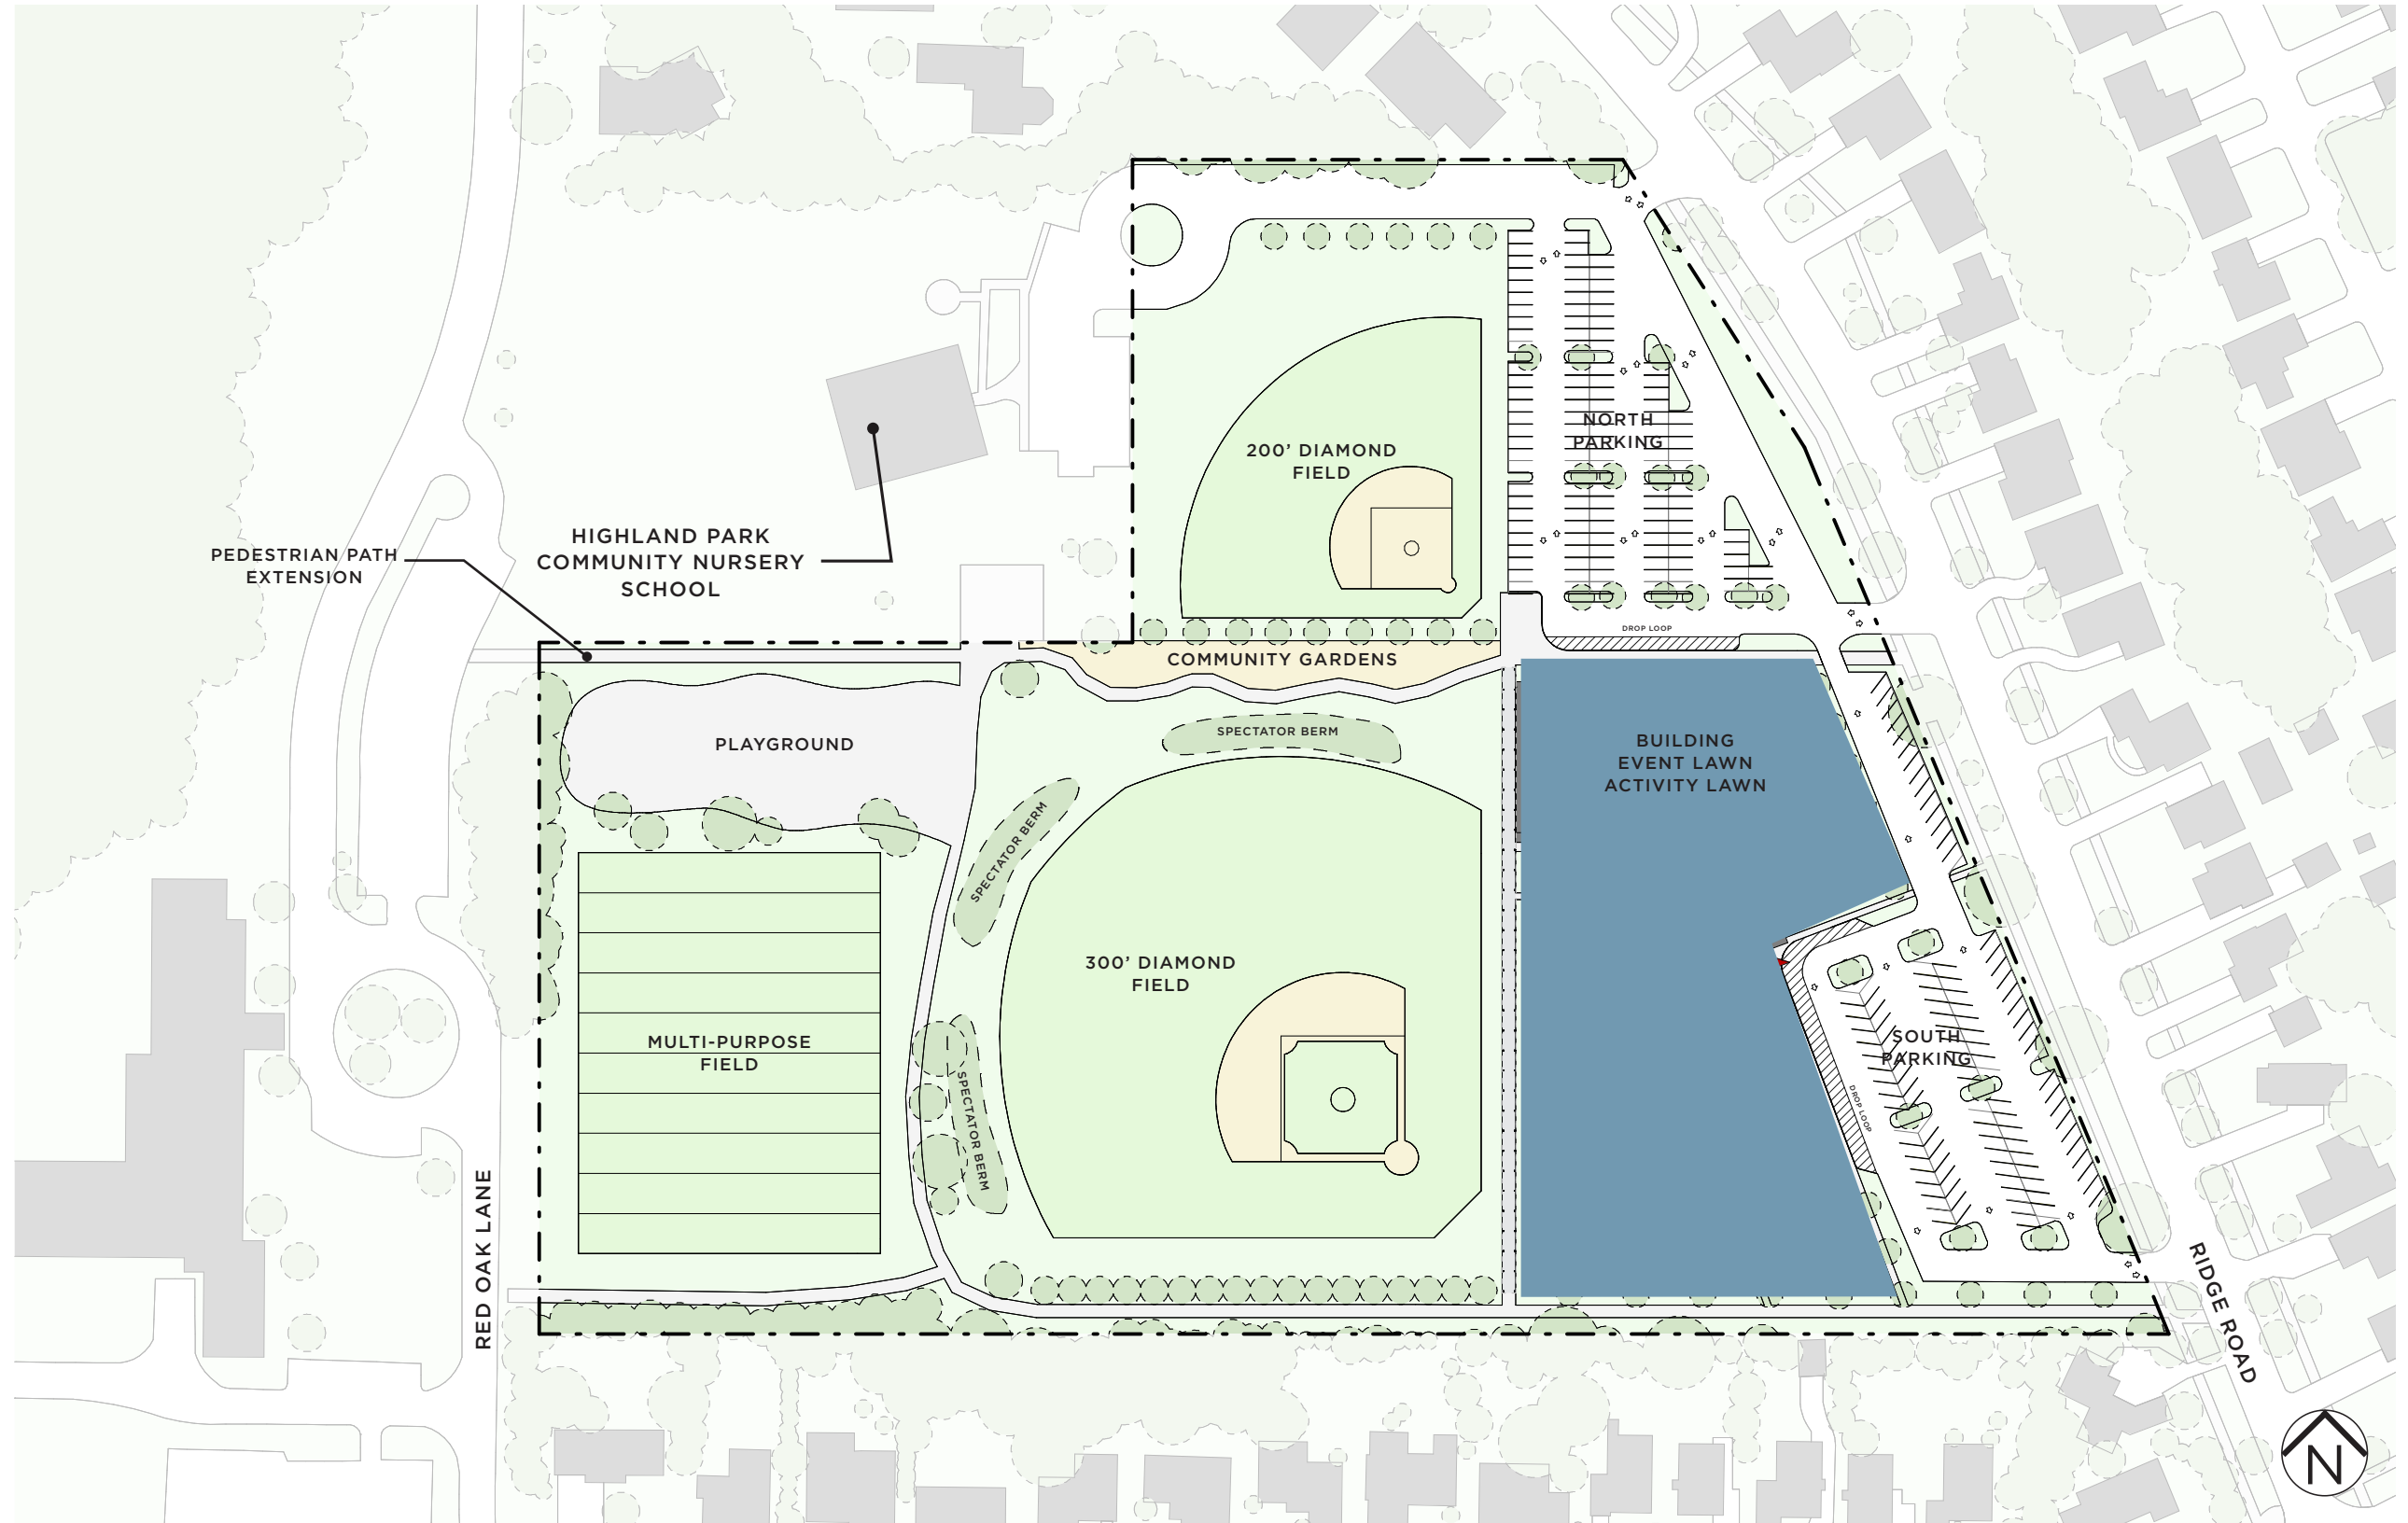 200’ DIAMOND
FIELD
NORTH
PARKING
HIGHLAND PARK
COMMUNITY NURSERY
SCHOOL
PEDESTRIAN PATH
EXTENSION
DROP LOOP
COMMUNITY GARDENS
PLAYGROUND
SPECTATOR BERM
BUILDING
EVENT LAWN
ACTIVITY LAWN
SPECTATOR BERM
300’ DIAMOND
FIELD
MULTI-PURPOSE
FIELD
SPECTATOR BERM
SOUTH
PARKING
DROP LOOP
RED OAK LANE
RIDGE ROAD
N